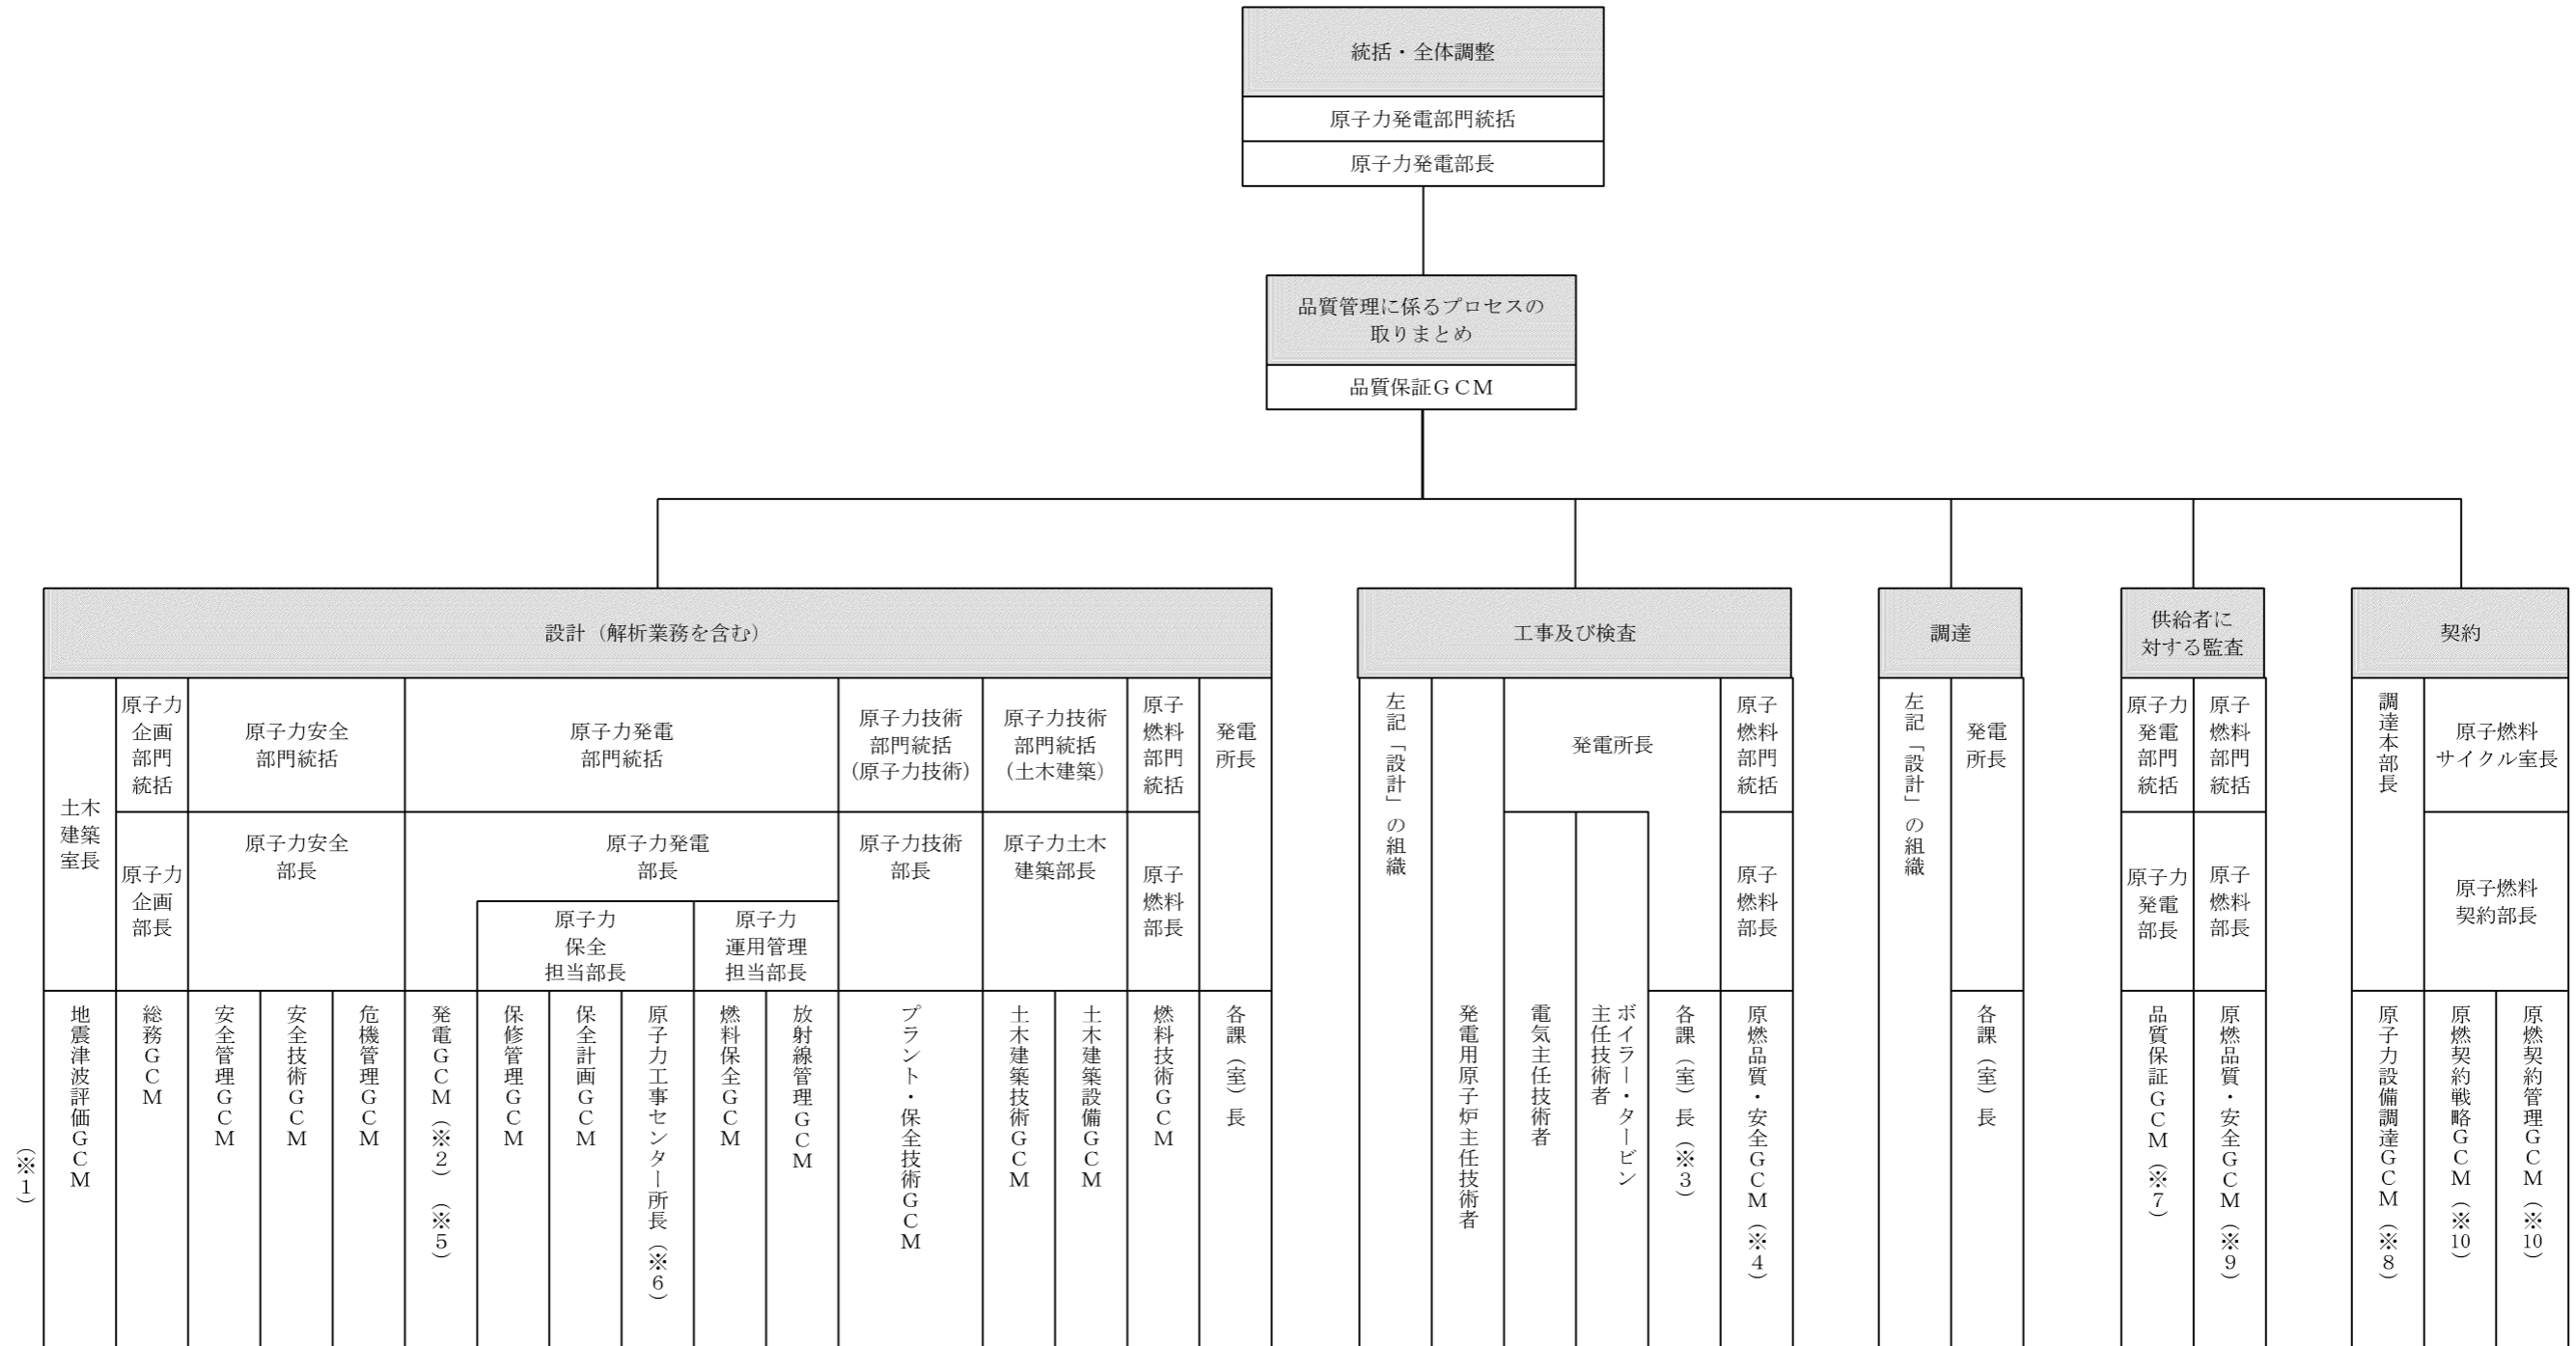 統括・全体調整
原子力発電部門統括
原子力発電部長
品質管理に係るプロセスの
取りまとめ
品質保証ＧＣＭ
設計（解析業務を含む）
土木
建築
室長
原子力
企画
部門
統括
原子力安全
部門統括
原子力発電
部門統括
原子力技術
部門統括
（原子力技術）
原子力技術
部門統括
（土木建築）
原子
燃料
部門
統括
発電
所長
原子力
企画
部長
原子力安全
部長
原子力発電
部長
原子力
保全
担当部長
原子力
運用管理
担当部長
原子力技術
部長
原子力土木
建築部長
原子
燃料
部長
（※１）
地震津波評価ＧＣＭ
総務ＧＣＭ
安全管理ＧＣＭ
安全技術ＧＣＭ
危機管理ＧＣＭ
発電ＧＣＭ（※２）（※５）
保修管理ＧＣＭ
保全計画ＧＣＭ
原子力工事センター所長（※６）
燃料保全ＧＣＭ
放射線管理ＧＣＭ
プラント・保全技術ＧＣＭ
土木建築技術ＧＣＭ
土木建築設備ＧＣＭ
燃料技術ＧＣＭ
各課（室）長
工事及び検査
左記「設計」の組織
発電用原子炉主任技術者
発電所長
電気主任技術者
ボイラー・タービン
主任技術者
各課（室）長（※３）
原子
燃料
部門
統括
原子
燃料
部長
原燃品質・安全ＧＣＭ（※４）
調達
左記「設計」の組織
発電
所長
各課（室）長
供給者に
対する監査
原子力
発電
部門
統括
原子
燃料
部門
統括
原子力
発電
部長
原子
燃料
部長
品質保証ＧＣＭ（※７）
原燃品質・安全ＧＣＭ（※９）
契約
調達本部長
原子燃料
サイクル室長
原子燃料
契約部長
原子力設備調達ＧＣＭ（※８）
原燃契約戦略ＧＣＭ（※10）
原燃契約管理ＧＣＭ（※10）